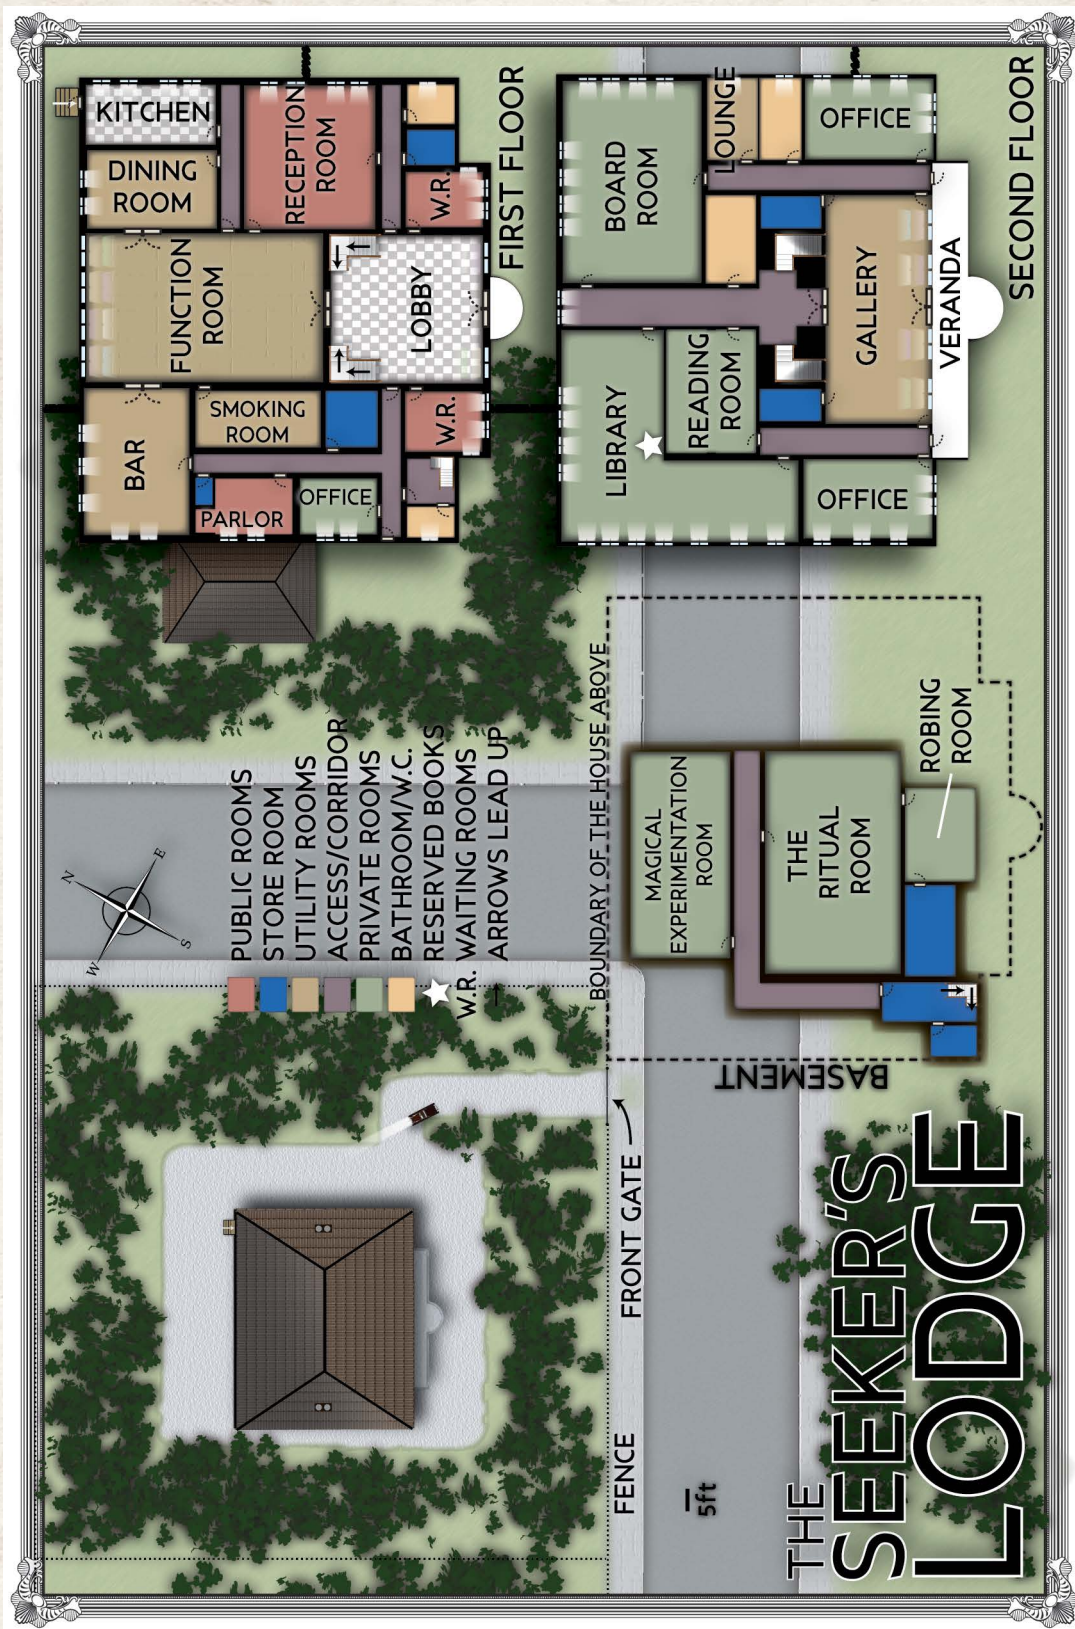 KITCHEN
DINING
ROOM
RECEPTION
ROOM
W.R.
FUNCTION
ROOM
LOBBY
BAR
SMOKING
ROOM
W.R.
PARLOR
OFFICE
FIRST FLOOR
BOARD
ROOM
LOUNGE
OFFICE
LIBRARY
READING
ROOM
GALLERY
VERANDA
OFFICE
SECOND FLOOR
N
E
S
W
PUBLIC ROOMS
STORE ROOM
UTILITY ROOMS
ACCESS/CORRIDOR
PRIVATE ROOMS
BATHROOM/W.C.
RESERVED BOOKS
W.R. WAITING ROOMS
ARROWS LEAD UP
BOUNDARY OF THE HOUSE ABOVE
MAGICAL
EXPERIMENTATION
ROOM
THE
RITUAL
ROOM
ROBING
ROOM
BASEMENT
FRONT GATE
FENCE
5ft
THE
SEEKER'S
LODGE